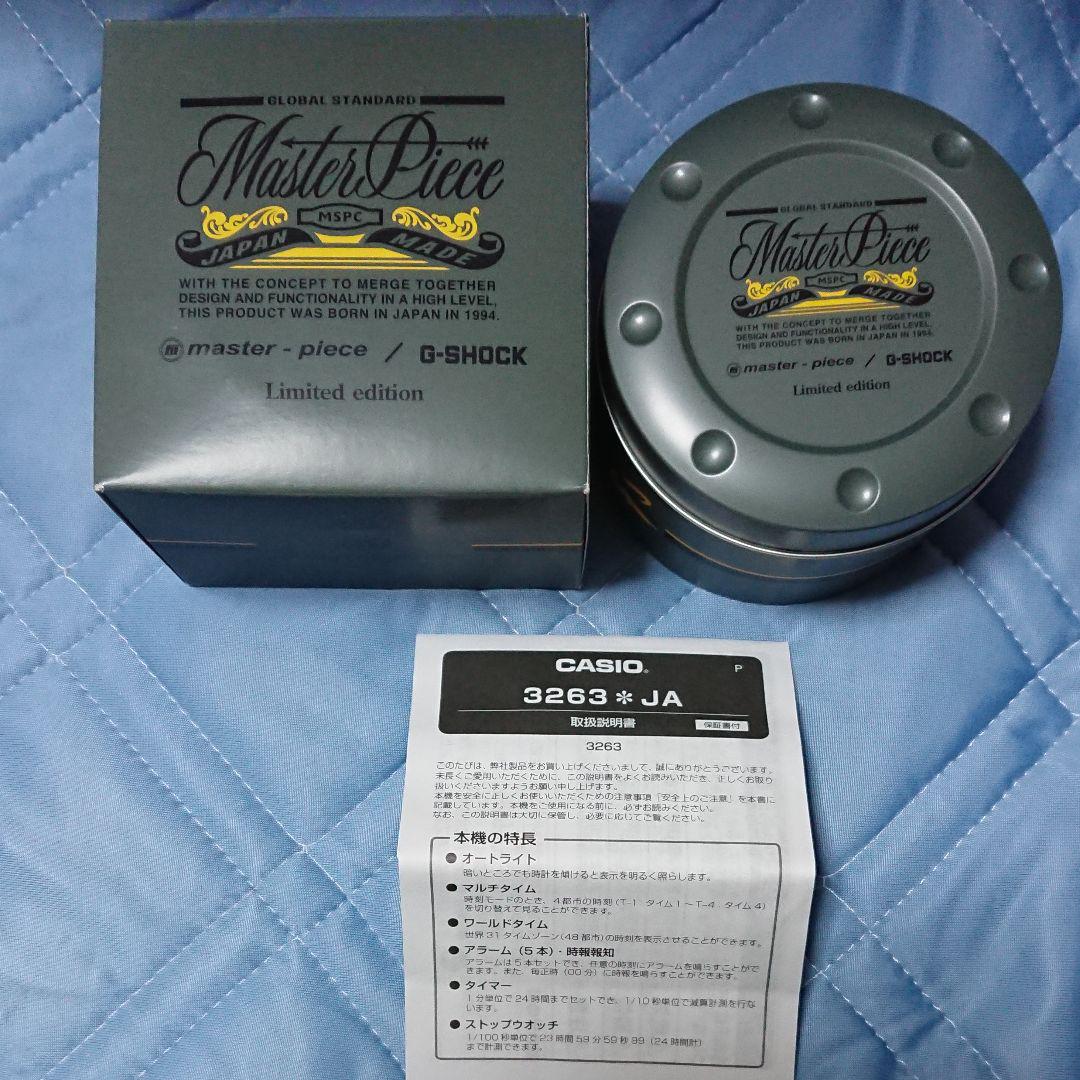 GLOBAL STANDARD
Master Piece
MSPC
JAPAN MADE
WITH THE CONCEPT TO MERGE TOGETHER
DESIGN AND FUNCTIONALITY IN A HIGH LEVEL,
THIS PRODUCT WAS BORN IN JAPAN IN 1994.
master-piece / G-SHOCK
Limited edition
GLOBAL STANDARD
Master Piece
MSPC
JAPAN MADE
WITH THE CONCEPT TO MERGE TOGETHER
DESIGN AND FUNCTIONALITY IN A HIGH LEVEL,
THIS PRODUCT WAS BORN IN JAPAN IN 1994.
master-piece / G-SHOCK
Limited edition
CASIO® P
3263＊JA
取扱説明書 保証書付
3263
このたびは、弊社製品をお買い上げくださいまして、誠にありがとうございます。
末長くご愛用いただくために、この説明書をよくお読みいただき、正しくお取り
扱いくださいますようお願い申し上げます。
本機を安全に正しくお使いいただくための注意事項「安全上のご注意」を本書に
記載しています。本機をご使用になる前に、必ずお読みください。
なお、この説明書は大切に保管し、必要に応じてご覧ください。
本機の特長
● オートライト
暗いところでも時計を傾けると表示を明るく照らします。
● マルチタイム
時刻モードのとき、4都市の時刻（T-1 タイム1～T-4 タイム4）
を切り替えて見ることができます。
● ワールドタイム
世界31タイムゾーン（48都市）の時刻を表示させることができます。
● アラーム（5本）・時報報知
アラームは5本セットでき、任意の時刻にアラームを鳴らすことがで
きます。また、毎正時（00分）に時報を鳴らすことができます。
● タイマー
1分単位で24時間までセットでき、1/10秒単位で減算計測を行な
います。
● ストップウオッチ
1/100秒単位で23時間59分59秒99（24時間計）
まで計測できます。